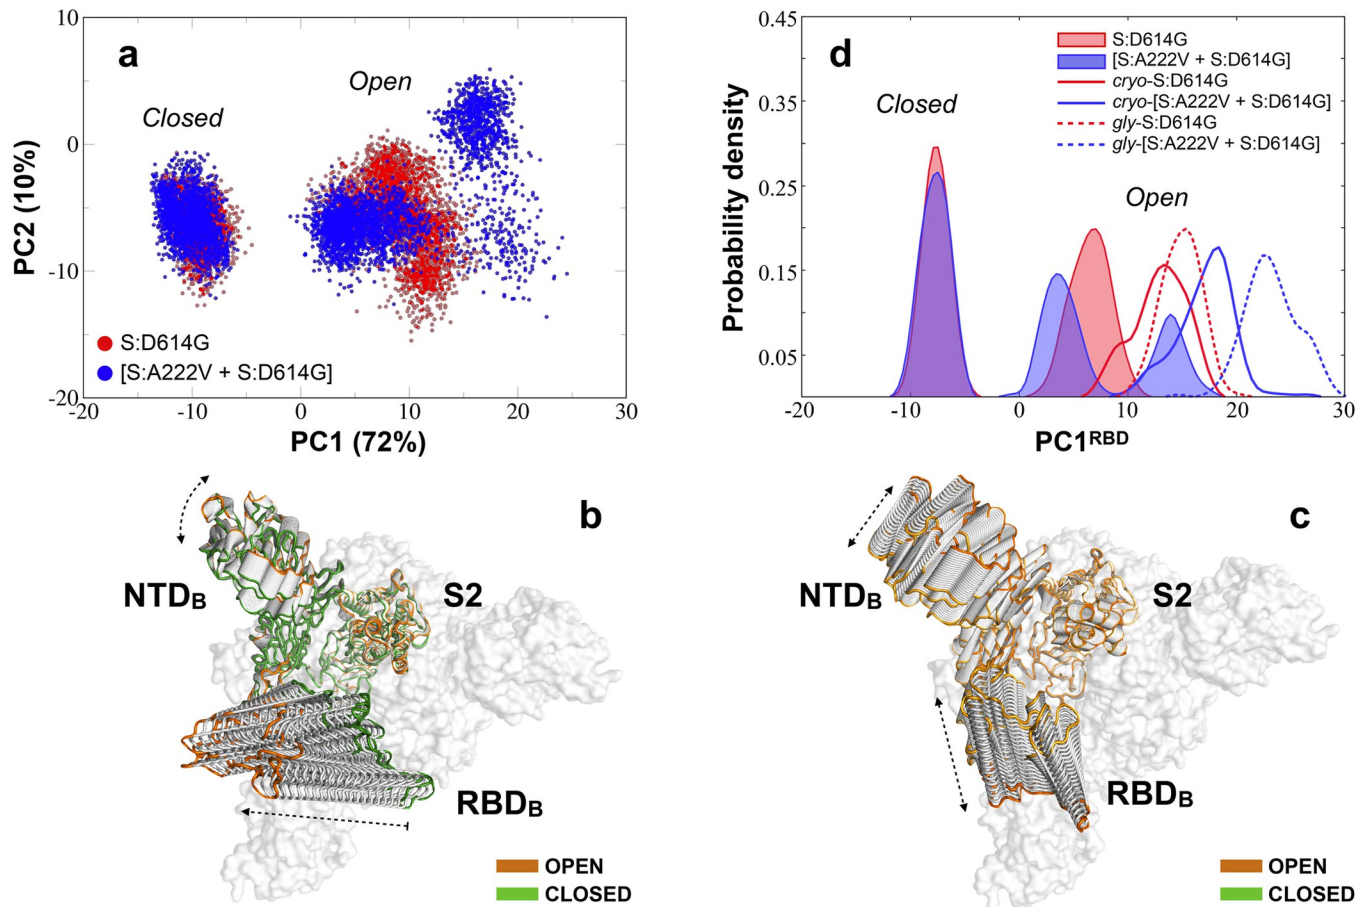 a
Closed
Open
PC2 (10%)
10
0
-10
-20
S:D614G
[S:A222V + S:D614G]
-20
-10
0
10
20
30
PC1 (72%)
d
Closed
Open
Probability density
0.45
0.35
0.25
0.15
0.05
S:D614G
[S:A222V + S:D614G]
cryo-S:D614G
cryo-[S:A222V + S:D614G]
gly-S:D614G
gly-[S:A222V + S:D614G]
-20
-10
0
10
20
30
PC1RBD
b
NTDB
S2
RBDB
OPEN
CLOSED
c
NTDB
S2
RBDB
OPEN
CLOSED